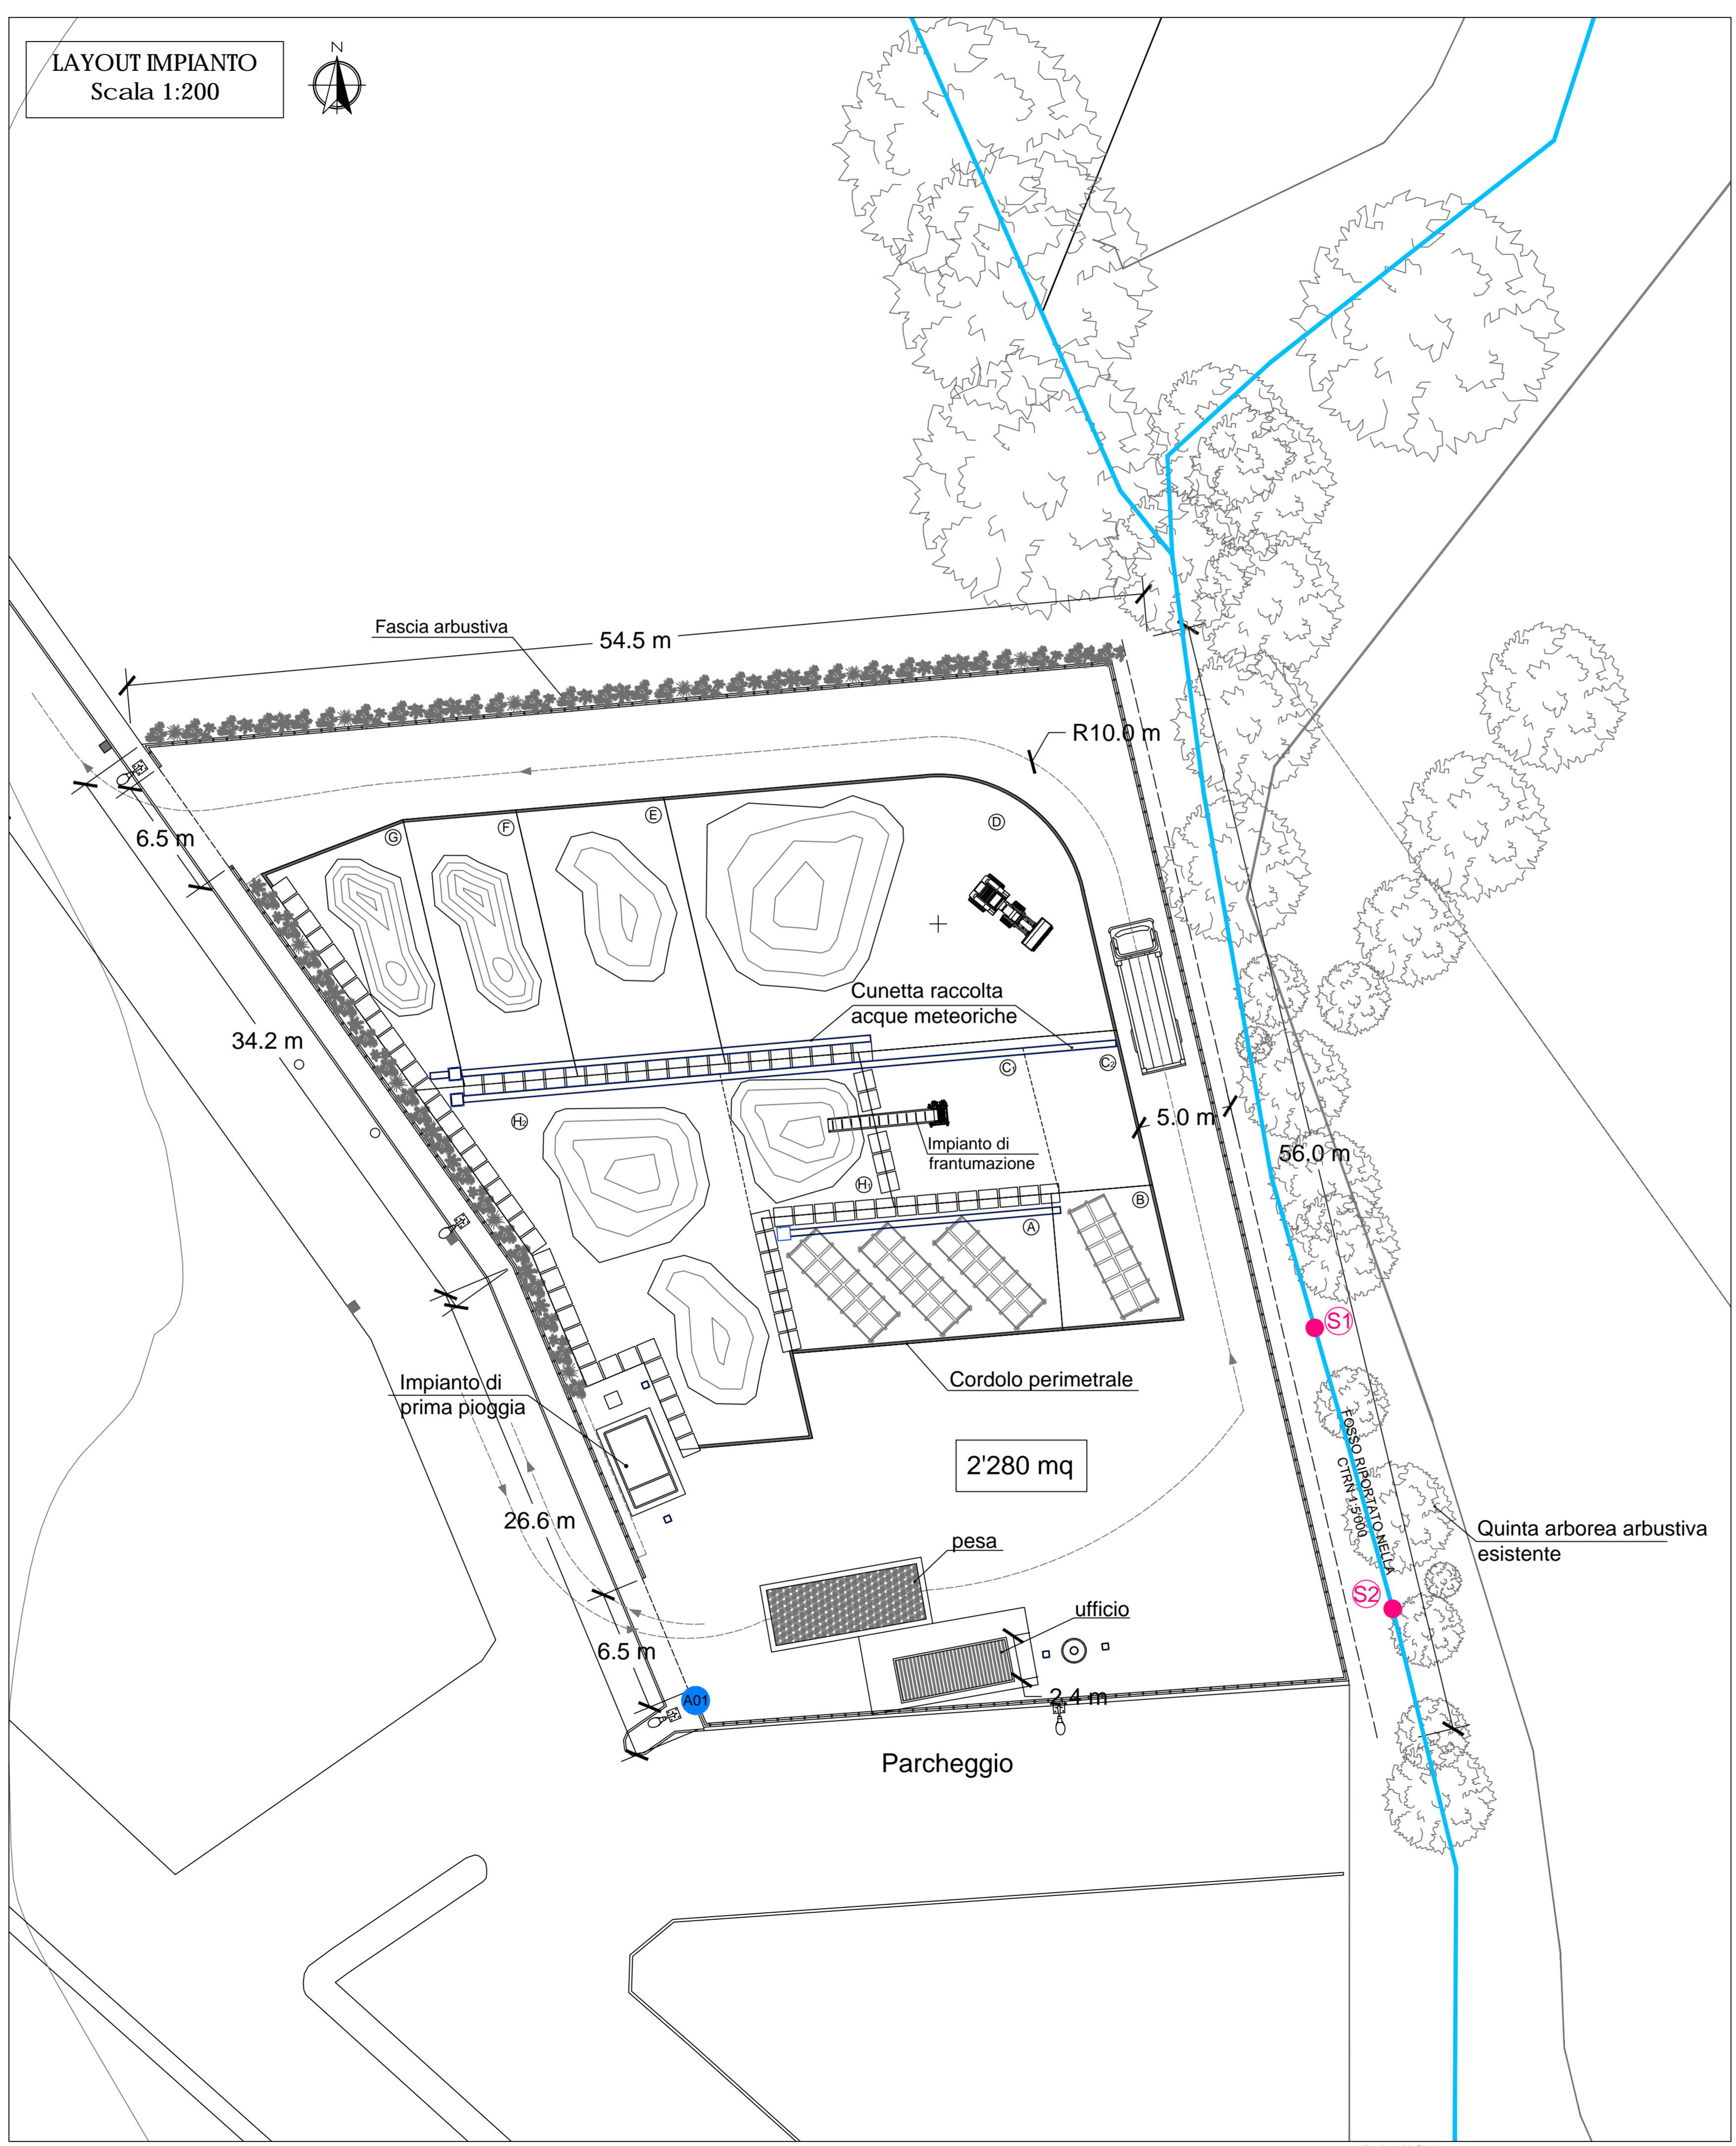 LAYOUT IMPIANTO
Scala 1:200
N
Fascia arbustiva
54.5 m
R10.0 m
6.5 m
G
F
E
D
Cunetta raccolta
acque meteoriche
34.2 m
C1
C2
H2
5.0 m
Impianto di
frantumazione
56.0 m
H1
B
A
S1
Impianto di
prima pioggia
Cordolo perimetrale
FOSSO RIPORTATO NELLA
CTRN 1:5'000
2'280 mq
26.6 m
Quinta arborea arbustiva
esistente
pesa
S2
ufficio
6.5 m
A01
2.4 m
Parcheggio